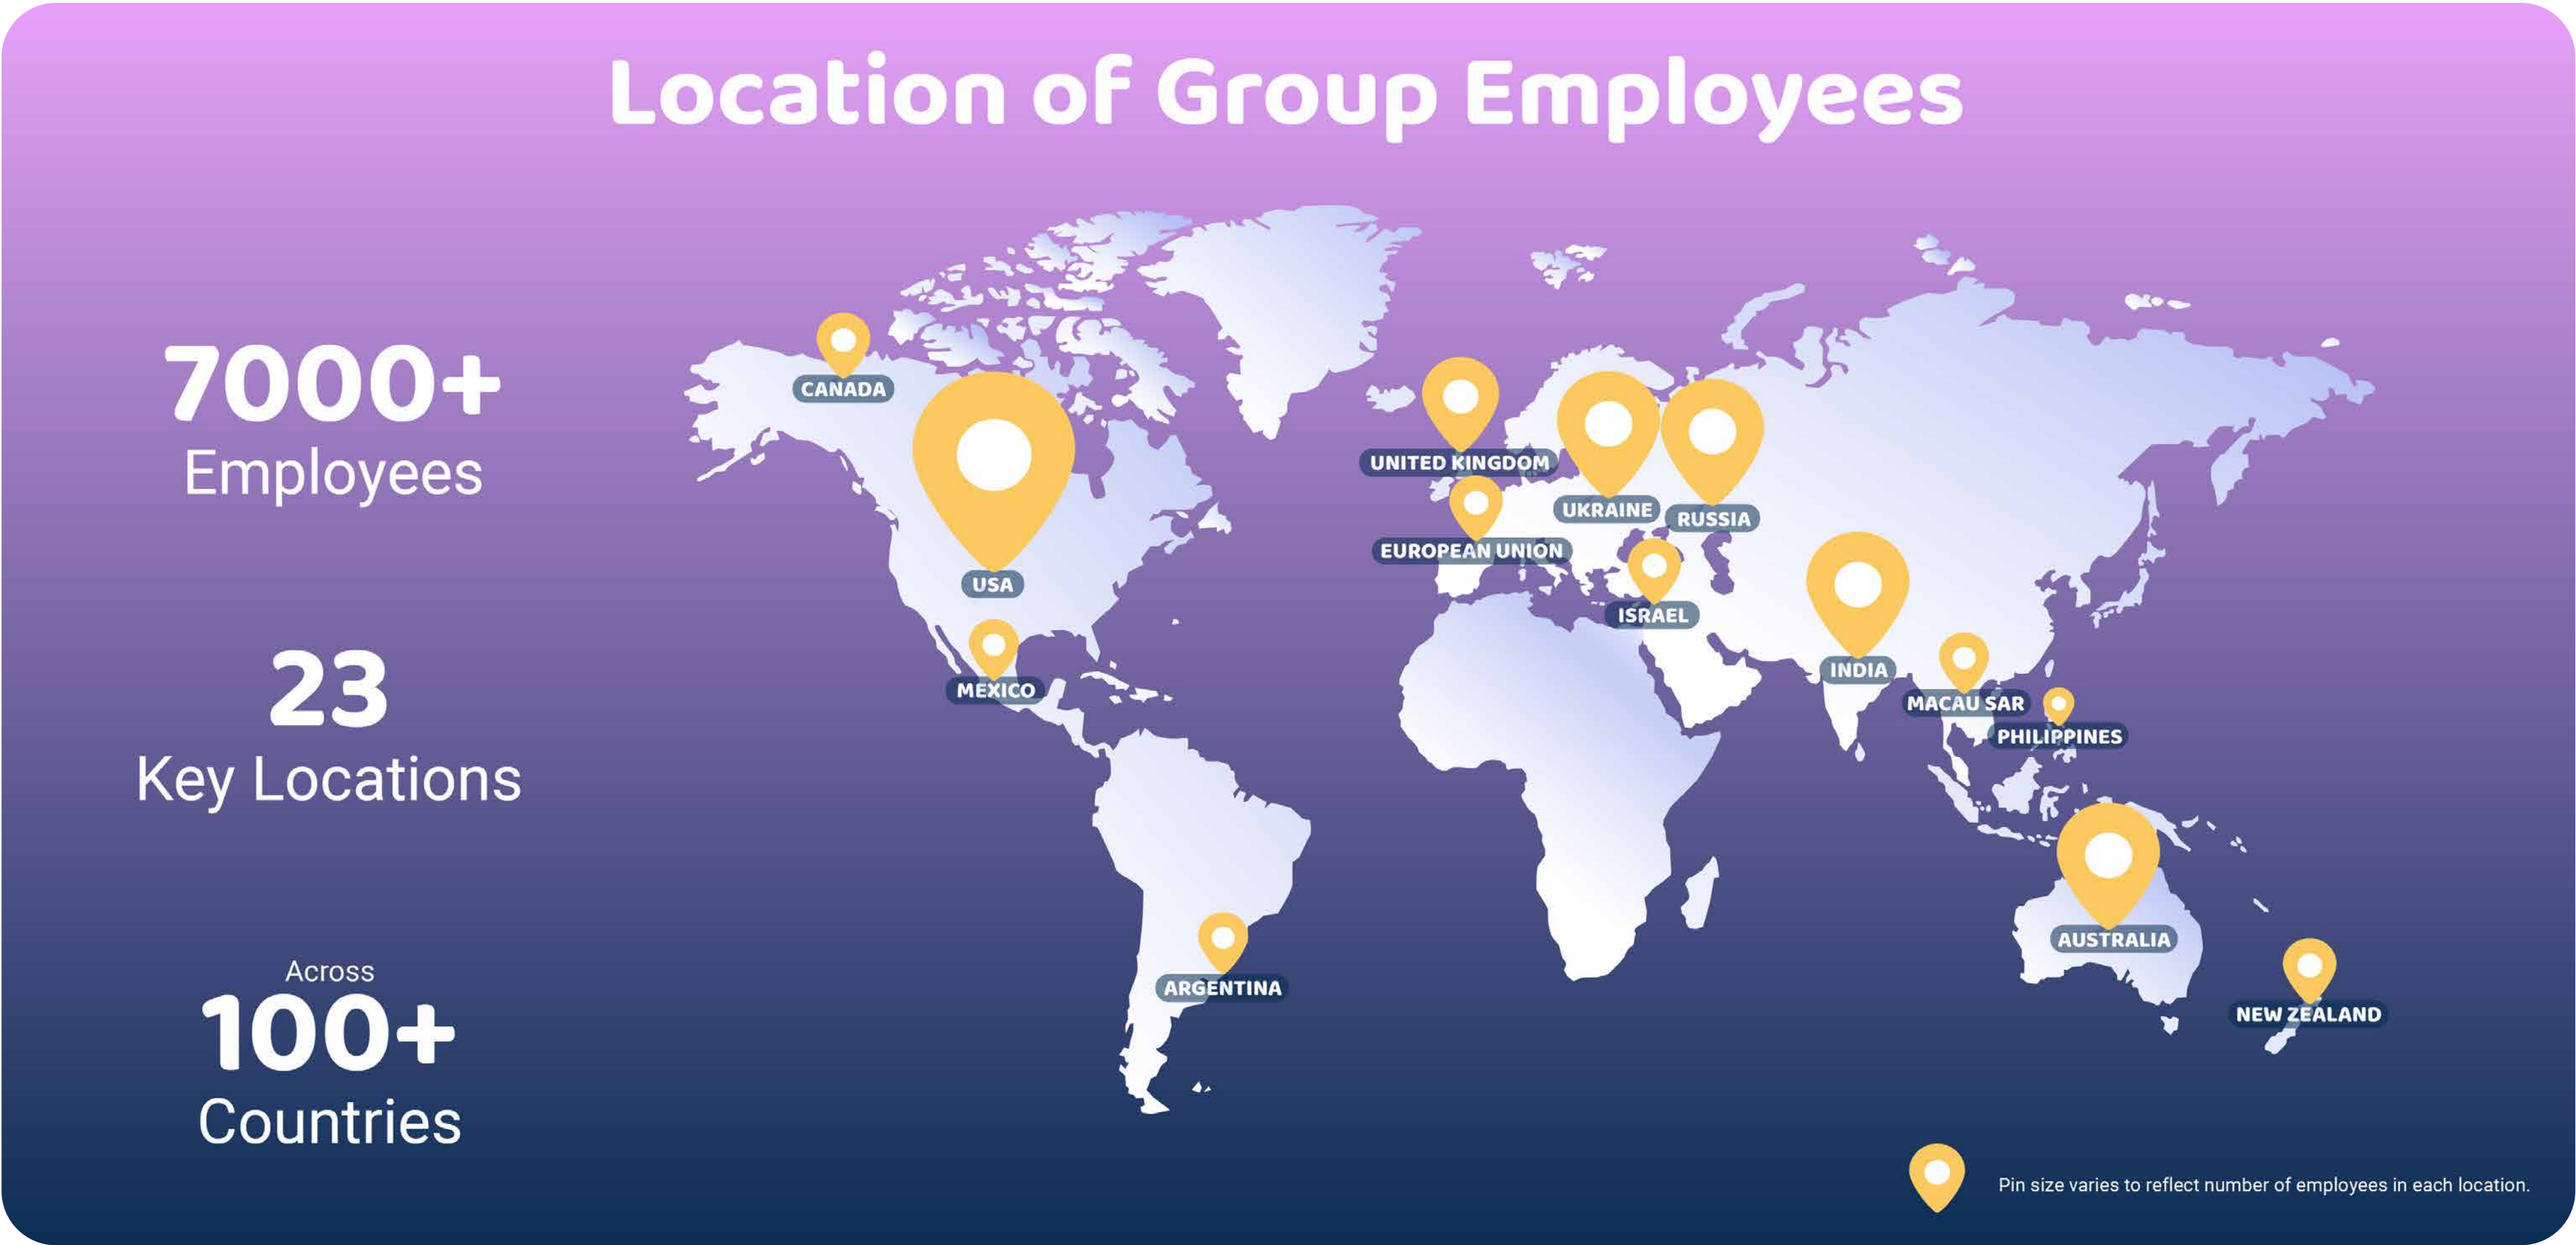 Location of Group Employees
7000+
Employees
23
Key Locations
Across
100+
Countries
CANADA
USA
MEXICO
ARGENTINA
UNITED KINGDOM
EUROPEAN UNION
UKRAINE
RUSSIA
ISRAEL
INDIA
MACAU SAR
PHILIPPINES
AUSTRALIA
NEW ZEALAND
Pin size varies to reflect number of employees in each location.